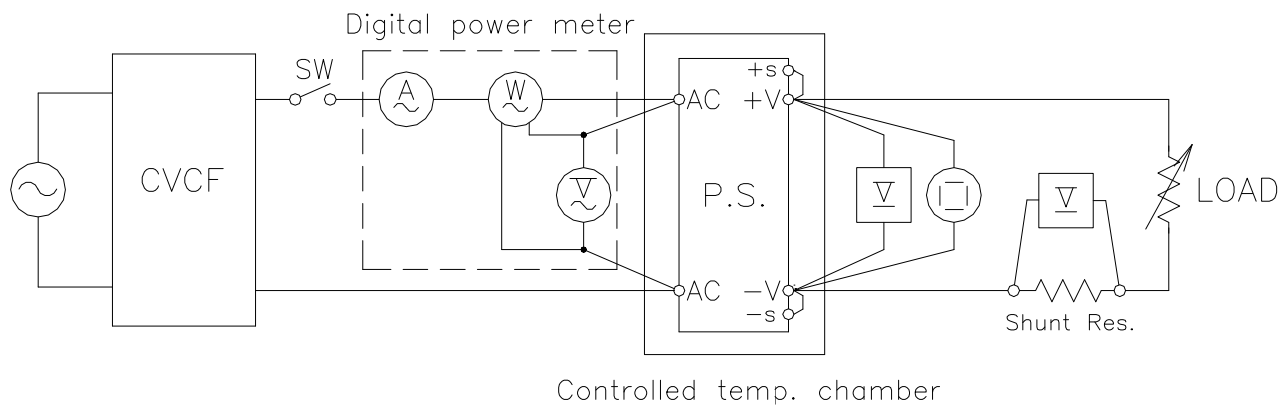 Digital power meter
SW
A
W
V
CVCF
AC
AC
P.S.
+s
+V
-V
-s
V
V
LOAD
Shunt Res.
Controlled temp. chamber